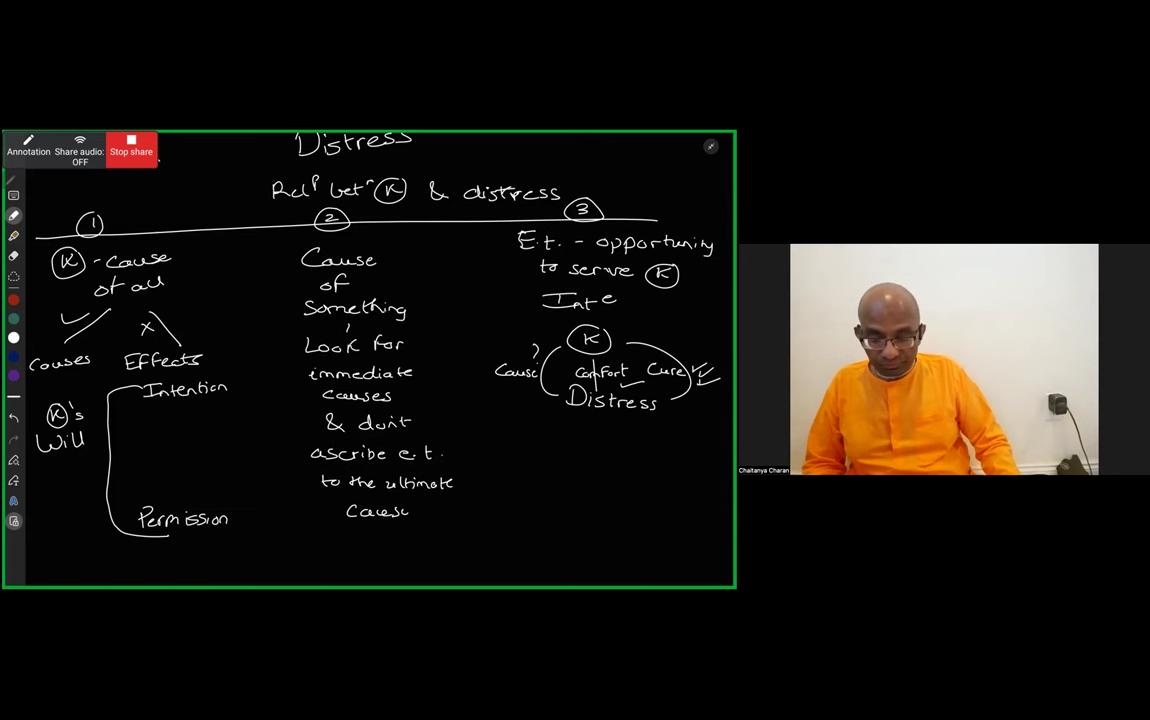 Annotation
Share audio:
OFF
Stop share
Distress
Relⁿ betⁿ K & distress
1
K - cause
of all
✓ ×
Causes Effects
Intention
K's
Will
Permission
2
Cause
of
Something
Look for
immediate
causes
& don't
ascribe e.t.
to the ultimate
Cause
3
E.t. - opportunity
to serve K
K
?
Cause Comfort Cure
Distress
Chaitanya Charan